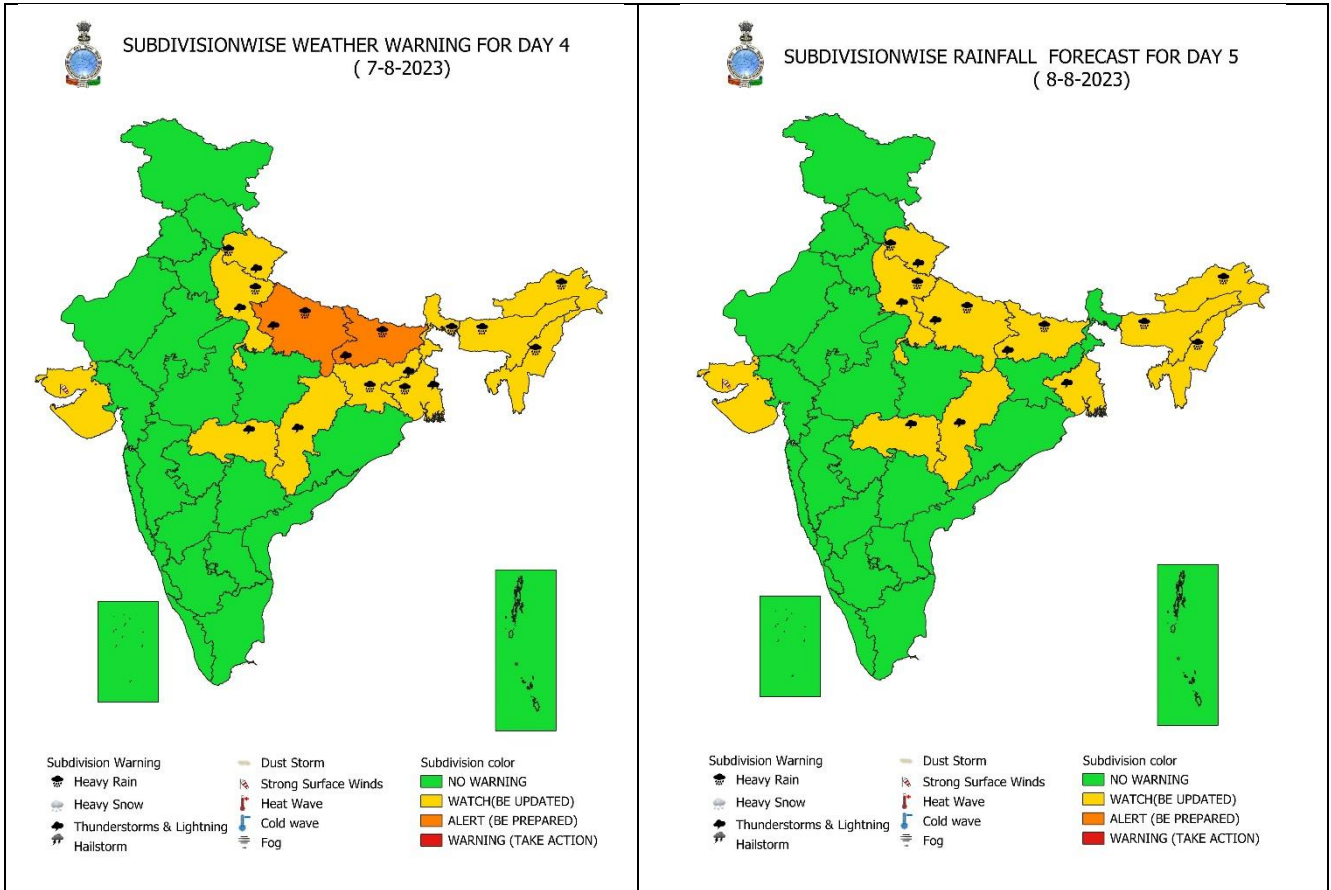 SUBDIVISIONWISE WEATHER WARNING FOR DAY 4
( 7-8-2023)
Subdivision Warning
Heavy Rain
Heavy Snow
Thunderstorms & Lightning
Hailstorm
Dust Storm
Strong Surface Winds
Heat Wave
Cold wave
Fog
Subdivision color
NO WARNING
WATCH(BE UPDATED)
ALERT (BE PREPARED)
WARNING (TAKE ACTION)
SUBDIVISIONWISE RAINFALL FORECAST FOR DAY 5
( 8-8-2023)
Subdivision Warning
Heavy Rain
Heavy Snow
Thunderstorms & Lightning
Hailstorm
Dust Storm
Strong Surface Winds
Heat Wave
Cold wave
Fog
Subdivision color
NO WARNING
WATCH(BE UPDATED)
ALERT (BE PREPARED)
WARNING (TAKE ACTION)